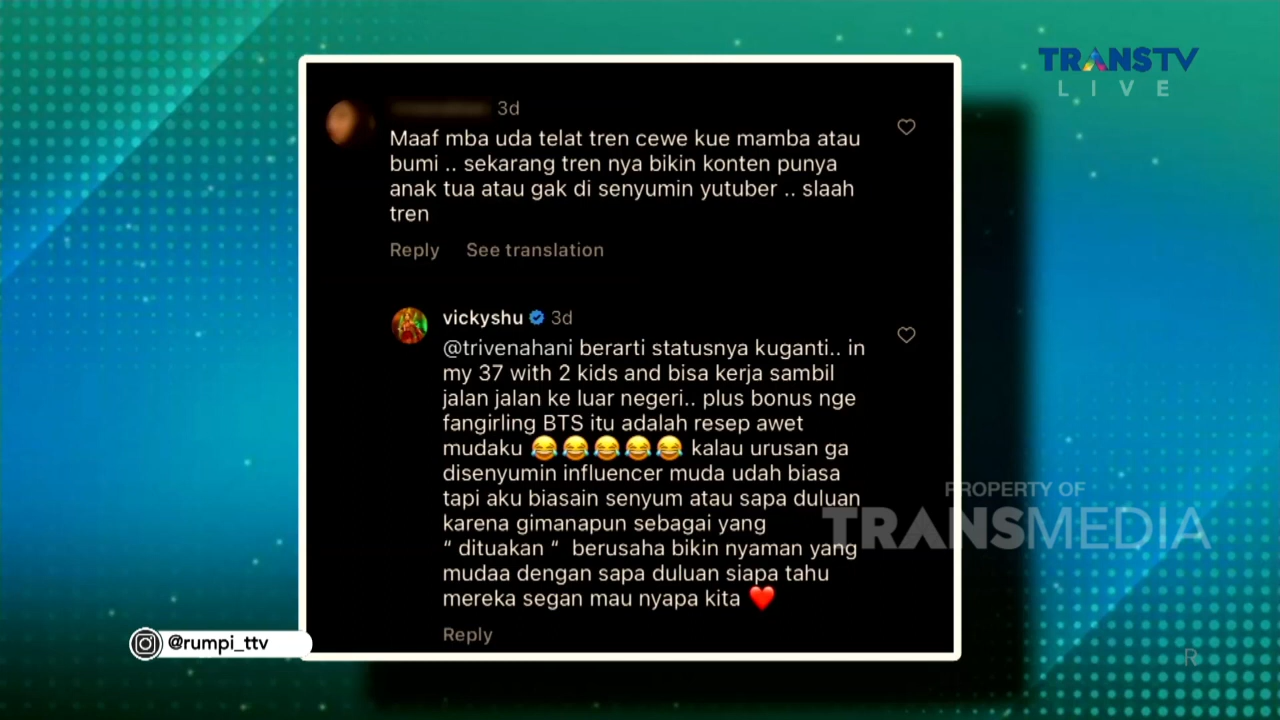 TRANSTV
LIVE
3d
Maaf mba uda telat tren cewe kue mamba atau
bumi .. sekarang tren nya bikin konten punya
anak tua atau gak di senyumin yutuber .. slaah
tren
Reply See translation
vickyshu 3d
@trivenahani berarti statusnya kuganti.. in
my 37 with 2 kids and bisa kerja sambil
jalan jalan ke luar negeri.. plus bonus nge
fangirling BTS itu adalah resep awet
mudaku 😂😂😂😂😂 kalau urusan ga
disenyumin influencer muda udah biasa
tapi aku biasain senyum atau sapa duluan
karena gimanapun sebagai yang
“ dituakan “ berusaha bikin nyaman yang
mudaa dengan sapa duluan siapa tahu
mereka segan mau nyapa kita ❤️
Reply
PROPERTY OF
TRANSMEDIA
@rumpi_ttv
R